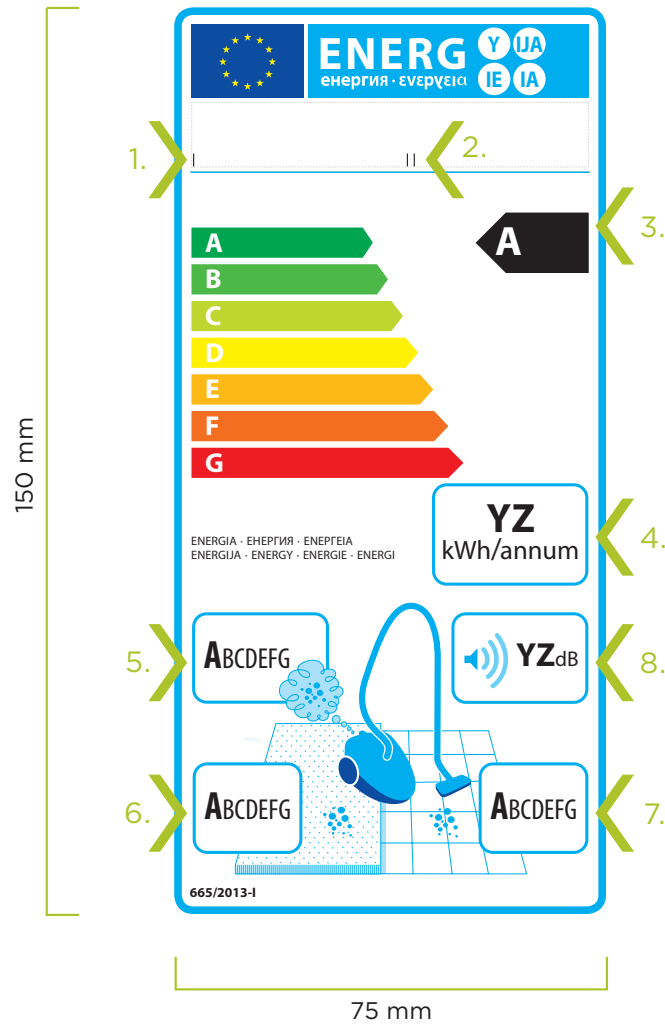 ENERG Y IJA
енергия · ενεργεια IE IA
1. I II 2.
A 3.
A
B
C
D
E
F
G
150 mm
YZ
kWh/annum 4.
ENERGIA · ЕНЕРГИЯ · ΕΝΕΡΓΕΙΑ
ENERGIJA · ENERGY · ENERGIE · ENERGI
5. ABCDEFG
YZdB 8.
6. ABCDEFG
ABCDEFG 7.
665/2013-I
75 mm